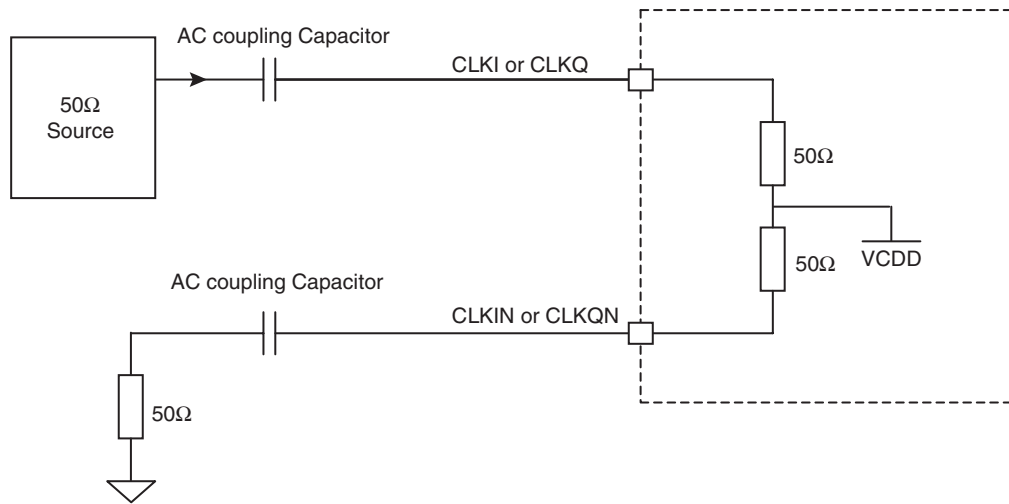 AC coupling Capacitor
50Ω
Source
CLKI or CLKQ
50Ω
50Ω
VCDD
AC coupling Capacitor
CLKIN or CLKQN
50Ω